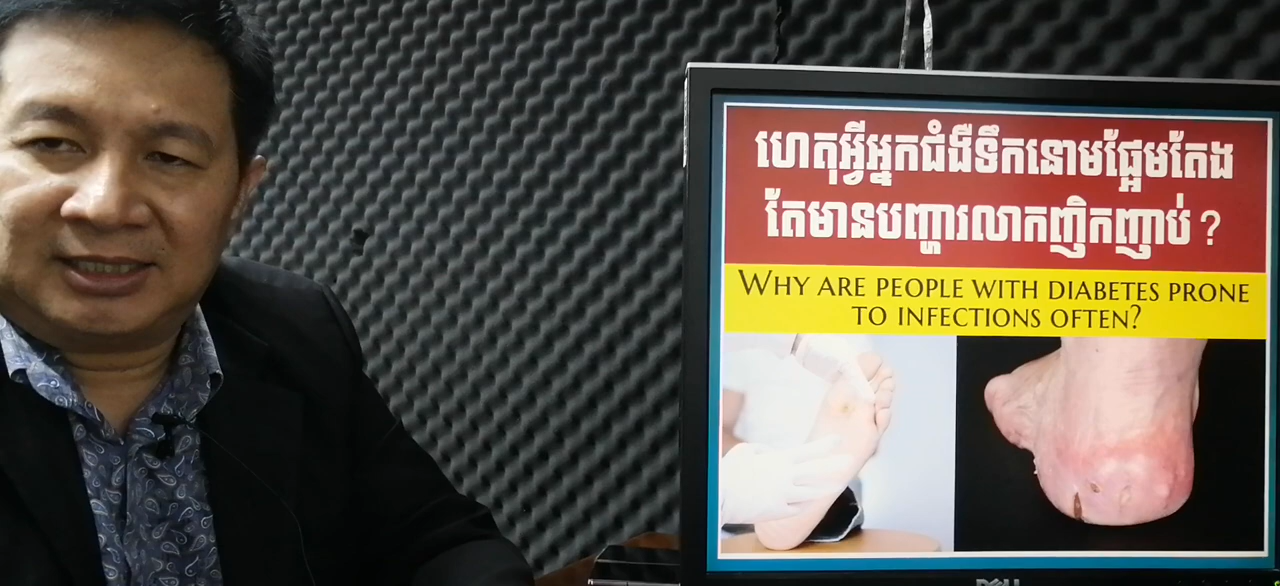 ហេតុអ្វីអ្នកជំងឺទឹកនោមផ្អែមតែង
តែមានបញ្ហារលាកញឹកញាប់ ?
WHY ARE PEOPLE WITH DIABETES PRONE
TO INFECTIONS OFTEN?
DELL